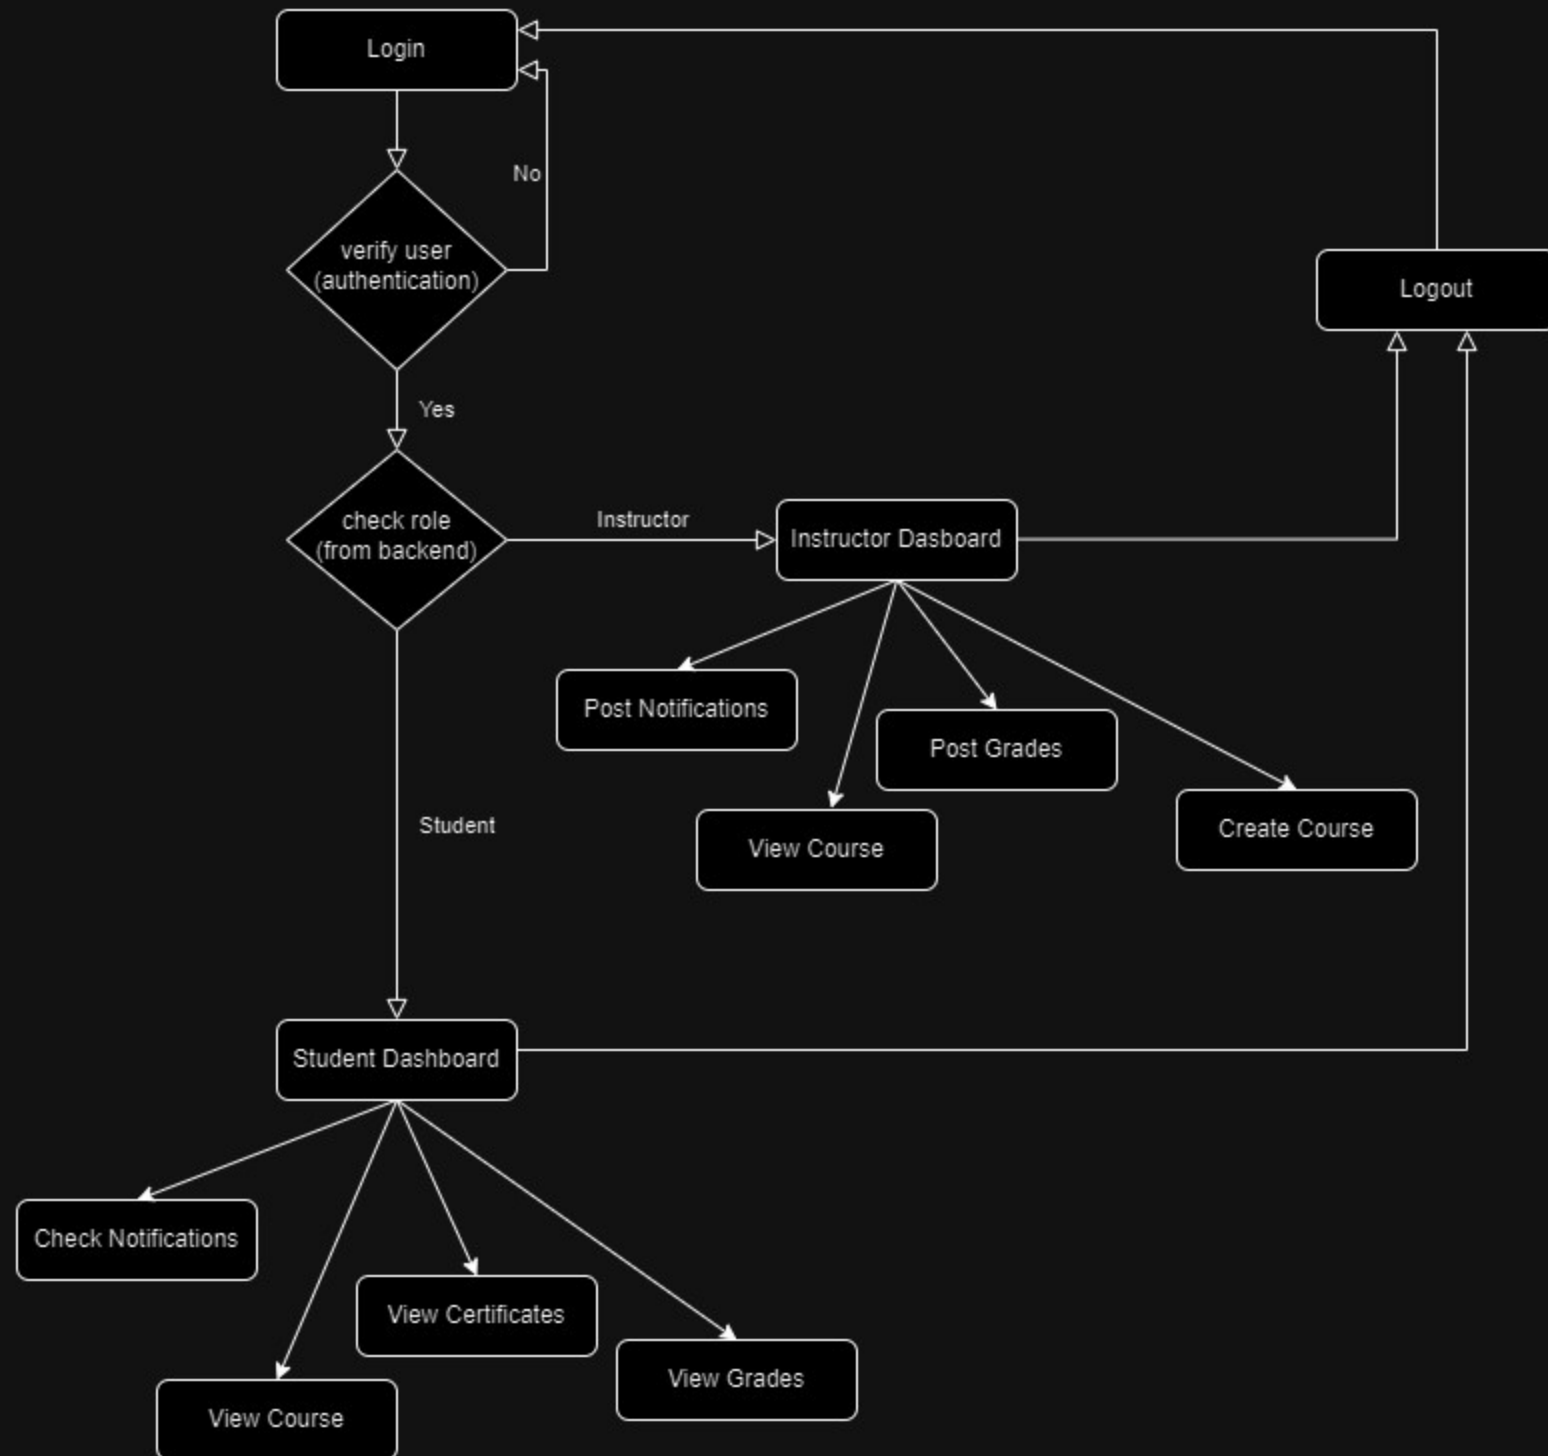 Login
No
verify user
(authentication)
Logout
Yes
check role
(from backend)
Instructor
Instructor Dasboard
Post Notifications
Post Grades
View Course
Create Course
Student
Student Dashboard
Check Notifications
View Certificates
View Grades
View Course